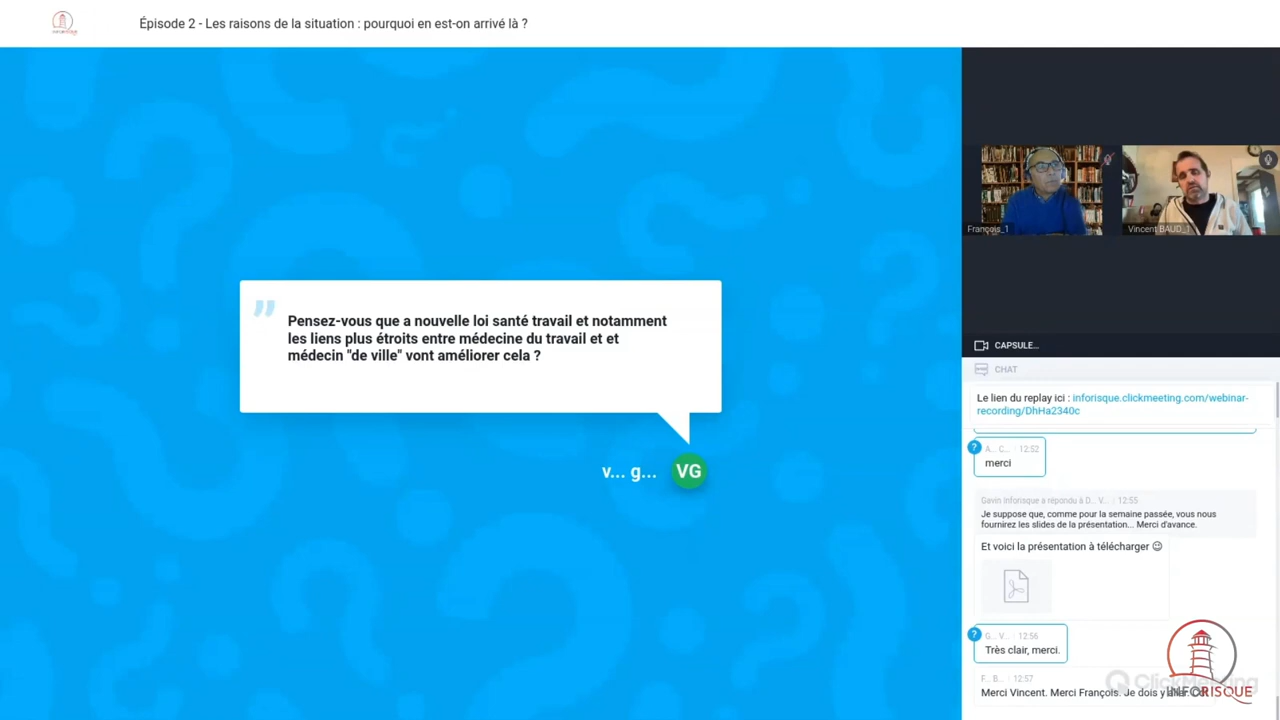 Épisode 2 - Les raisons de la situation : pourquoi en est-on arrivé là ?
Pensez-vous que a nouvelle loi santé travail et notamment
les liens plus étroits entre médecine du travail et et
médecin "de ville" vont améliorer cela ?
v... g...
VG
François_1
Vincent BAUD_1
CAPSULE...
CHAT
Le lien du replay ici : inforisque.clickmeeting.com/webinar-
recording/DhHa2340c
?
A... C... 12:52
merci
Gavin inforisque a répondu à D... V... 12:55
Je suppose que, comme pour la semaine passée, vous nous
fournirez les slides de la présentation... Merci d'avance.
Et voici la présentation à télécharger
?
G... V... 12:56
Très clair, merci.
F... B... 12:57
Merci Vincent. Merci François. Je dois y aller.
ClickMeeting
INFORISQUE